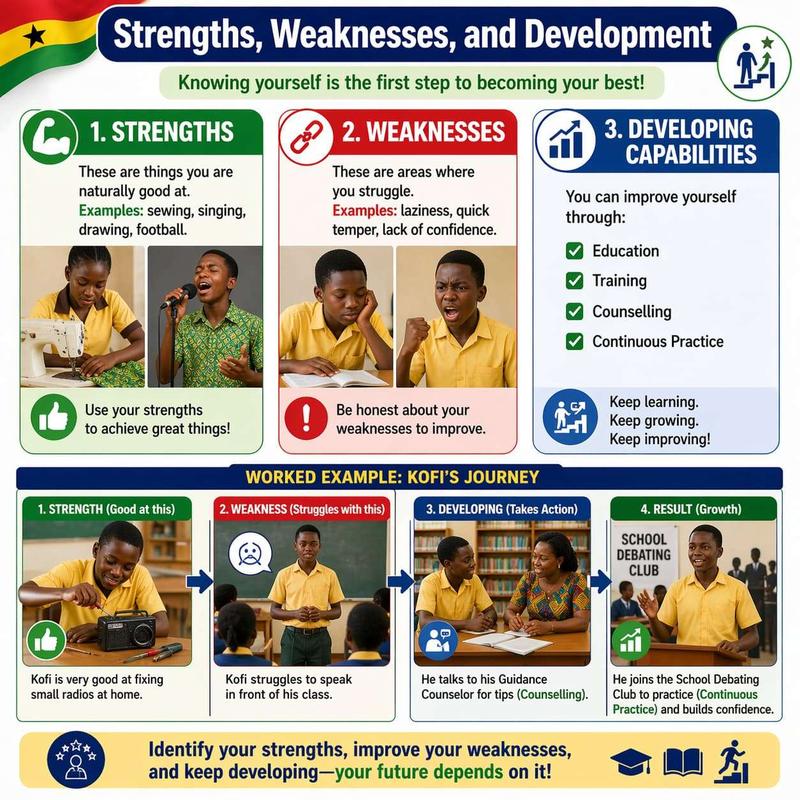 Strengths, Weaknesses, and Development
Knowing yourself is the first step to becoming your best!
1. STRENGTHS
These are things you are
naturally good at.
Examples: sewing, singing,
drawing, football.
Use your strengths
to achieve great things!
2. WEAKNESSES
These are areas where
you struggle.
Examples: laziness, quick
temper, lack of confidence.
Be honest about your
weaknesses to improve.
3. DEVELOPING
CAPABILITIES
You can improve yourself
through:
Education
Training
Counselling
Continuous Practice
Keep learning.
Keep growing.
Keep improving!
WORKED EXAMPLE: KOFI'S JOURNEY
1. STRENGTH (Good at this)
Kofi is very good at fixing
small radios at home.
2. WEAKNESS (Struggles with this)
Kofi struggles to speak
in front of his class.
3. DEVELOPING (Takes Action)
He talks to his Guidance
Counselor for tips (Counselling).
4. RESULT (Growth)
SCHOOL
DEBATING
CLUB
He joins the School Debating
Club to practice (Continuous
Practice) and builds confidence.
Identify your strengths, improve your weaknesses,
and keep developing—your future depends on it!